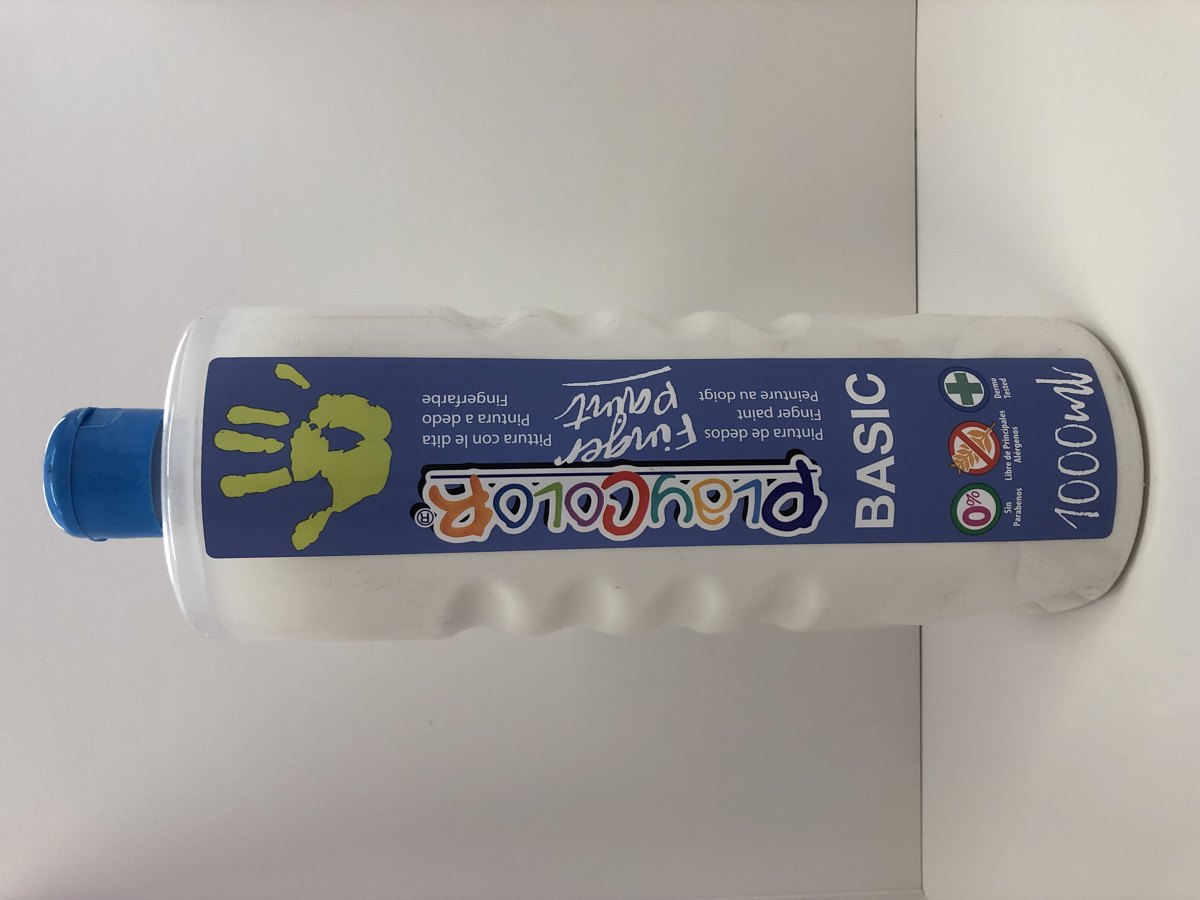 PLAYCOLOR®
Finger
paint
Pintura de dedos
Finger paint
Peinture au doigt
Pittura con le dita
Pintura a dedo
Fingerfarbe
BASIC
0%
Sin
Parabenos
Libre de Principales
Alérgenos
Dermo
Tested
1000ml